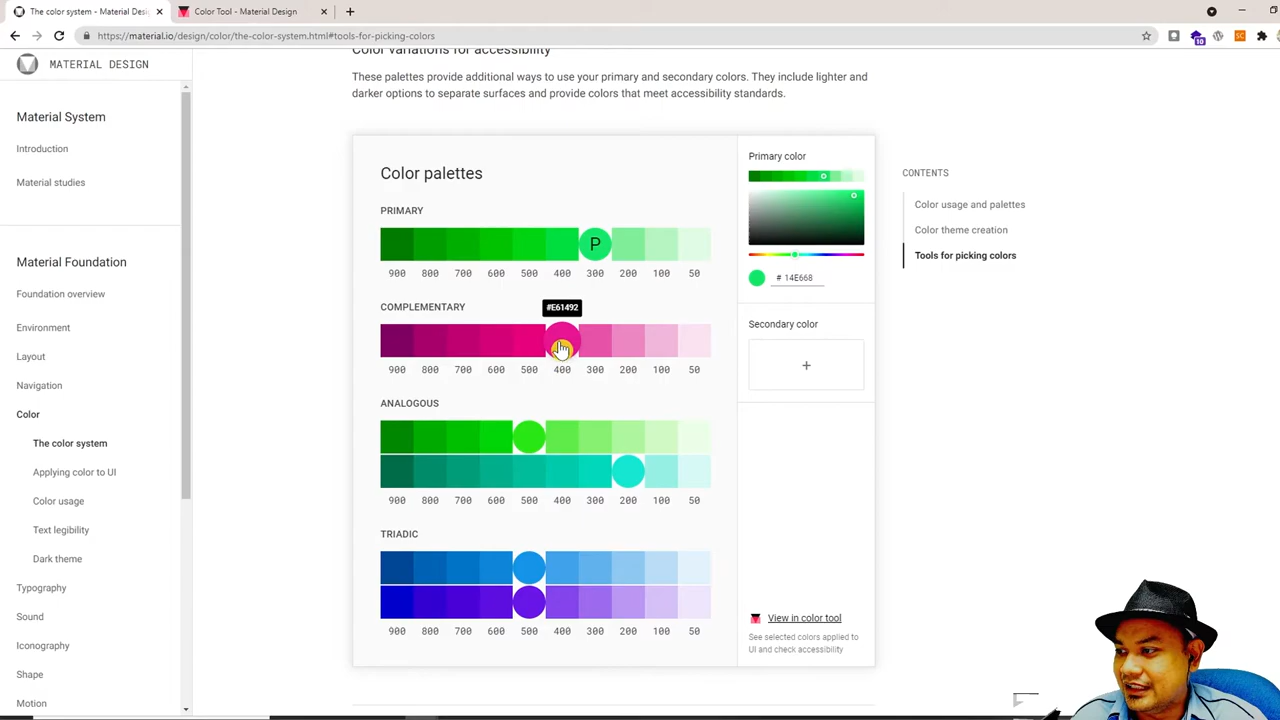 The color system - Material Desi
Color Tool - Material Design
https://material.io/design/color/the-color-system.html#tools-for-picking-colors
10
SC
MATERIAL DESIGN
Material System
Introduction
Material studies
Material Foundation
Foundation overview
Environment
Layout
Navigation
Color
The color system
Applying color to UI
Color usage
Text legibility
Dark theme
Typography
Sound
Iconography
Shape
Motion
Color variations for accessibility
These palettes provide additional ways to use your primary and secondary colors. They include lighter and
darker options to separate surfaces and provide colors that meet accessibility standards.
Color palettes
PRIMARY
P
900 800 700 600 500 400 300 200 100 50
COMPLEMENTARY
#E61492
900 800 700 600 500 400 300 200 100 50
ANALOGOUS
900 800 700 600 500 400 300 200 100 50
TRIADIC
900 800 700 600 500 400 300 200 100 50
Primary color
# 14E668
Secondary color
+
View in color tool
See selected colors applied to
UI and check accessibility
CONTENTS
Color usage and palettes
Color theme creation
Tools for picking colors